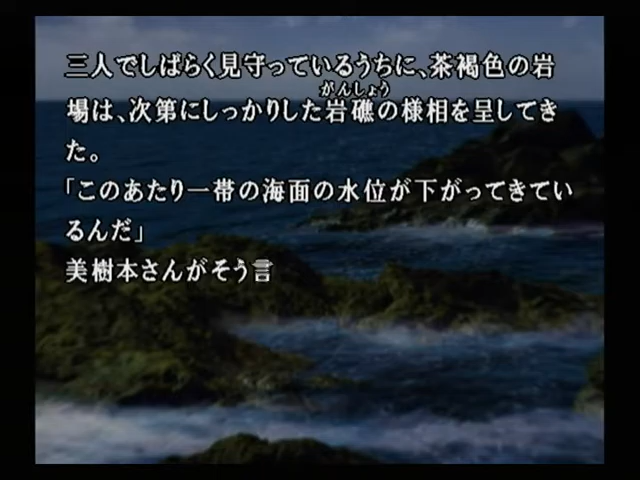 三人でしばらく見守っているうちに、茶褐色の岩
がんしょう
場は、次第にしっかりした岩礁の様相を呈してき
た。
「このあたり一帯の海面の水位が下がってきてい
るんだ」
美樹本さんがそう言